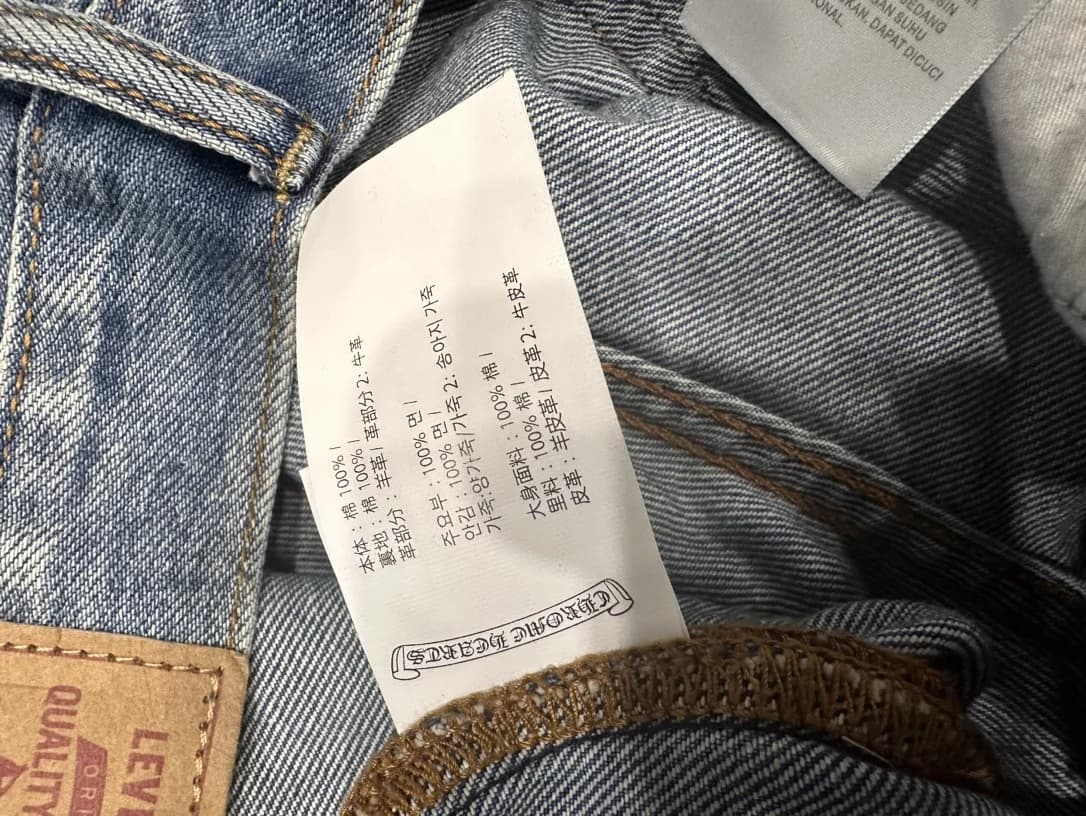 本体 : 棉 100% /
裏地 : 棉 100% /
革部分 : 羊革 / 革部分 2: 牛革
주요부 : 100% 면 /
안감 : 100% 면 /
가죽:양가죽/가죽 2: 송아지 가죽
大身面料 : 100% 棉 /
里料 : 100% 棉 /
皮革 : 羊皮革 / 皮革 2: 牛皮革
CHROME HEARTS
SUHU
DAPAT DICUCI
QUALITY